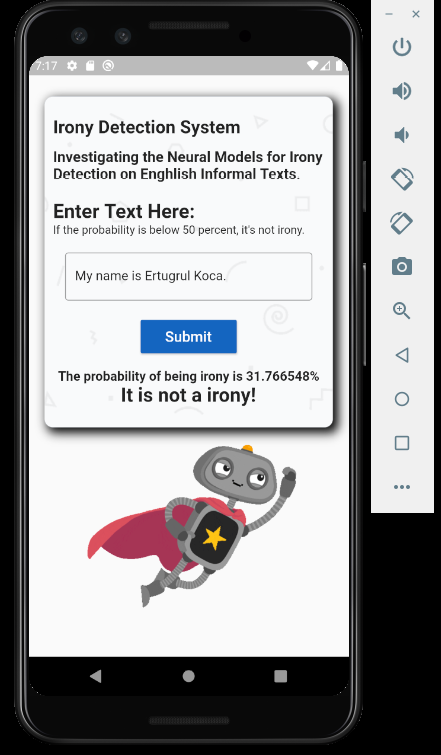 7:17
Irony Detection System
Investigating the Neural Models for Irony
Detection on Enghlish Informal Texts.
Enter Text Here:
If the probability is below 50 percent, it's not irony.
My name is Ertugrul Koca.
Submit
The probability of being irony is 31.766548%
It is not a irony!